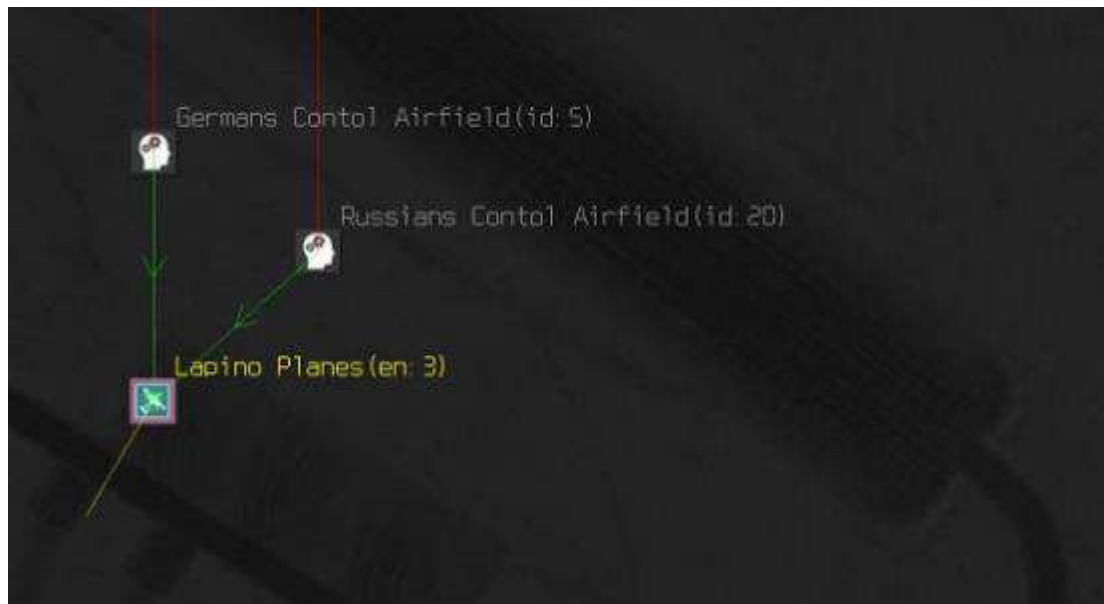 Germans Contol Airfield(id: 5)
Russians Contol Airfield(id: 20)
Lapino Planes(en: 3)